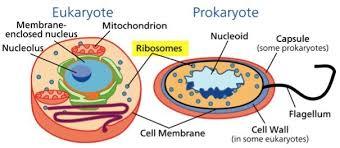 Eukaryote
Prokaryote
Membrane-
enclosed nucleus
Mitochondrion
Nucleolus
Ribosomes
Nucleoid
Capsule
(some prokaryotes)
Cell Membrane
Flagellum
Cell Wall
(in some eukaryotes)